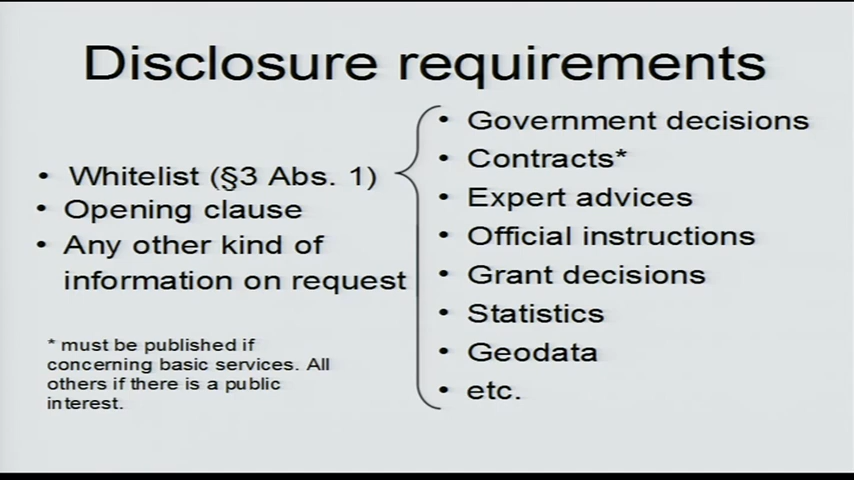 Disclosure requirements
• Whitelist (§3 Abs. 1)
• Opening clause
• Any other kind of
information on request
* must be published if
concerning basic services. All
others if there is a public
interest.
• Government decisions
• Contracts*
• Expert advices
• Official instructions
• Grant decisions
• Statistics
• Geodata
• etc.